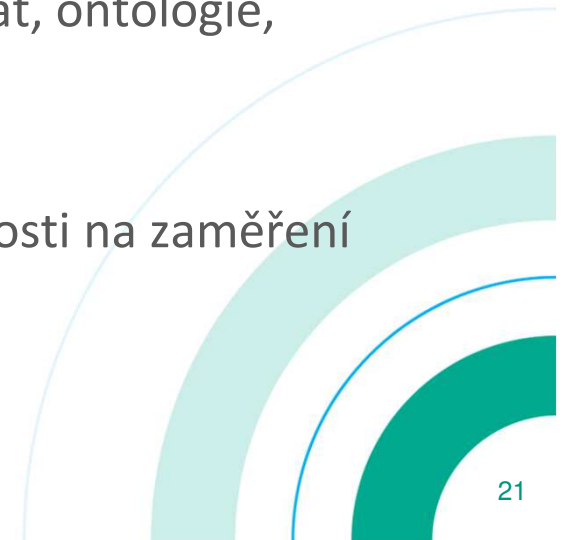 at, ontologie,
osti na zaměření
21